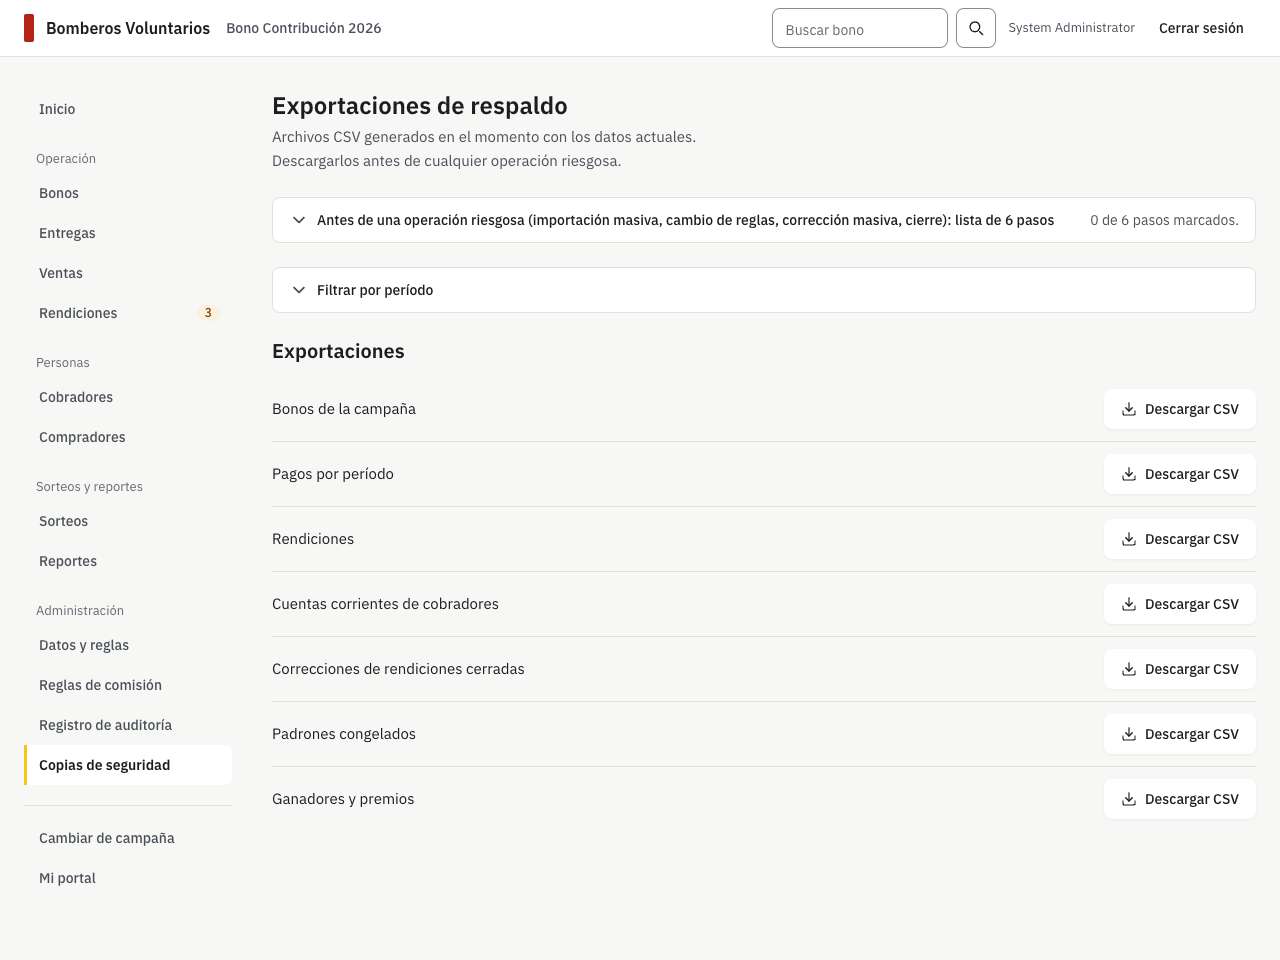 Bomberos Voluntarios
Bono Contribución 2026
Buscar bono
System Administrator
Cerrar sesión
Inicio
Operación
Bonos
Entregas
Ventas
Rendiciones
3
Personas
Cobradores
Compradores
Sorteos y reportes
Sorteos
Reportes
Administración
Datos y reglas
Reglas de comisión
Registro de auditoría
Copias de seguridad
Cambiar de campaña
Mi portal
Exportaciones de respaldo
Archivos CSV generados en el momento con los datos actuales.
Descargarlos antes de cualquier operación riesgosa.
Antes de una operación riesgosa (importación masiva, cambio de reglas, corrección masiva, cierre): lista de 6 pasos
0 de 6 pasos marcados.
Filtrar por período
Exportaciones
Bonos de la campaña
Descargar CSV
Pagos por período
Descargar CSV
Rendiciones
Descargar CSV
Cuentas corrientes de cobradores
Descargar CSV
Correcciones de rendiciones cerradas
Descargar CSV
Padrones congelados
Descargar CSV
Ganadores y premios
Descargar CSV